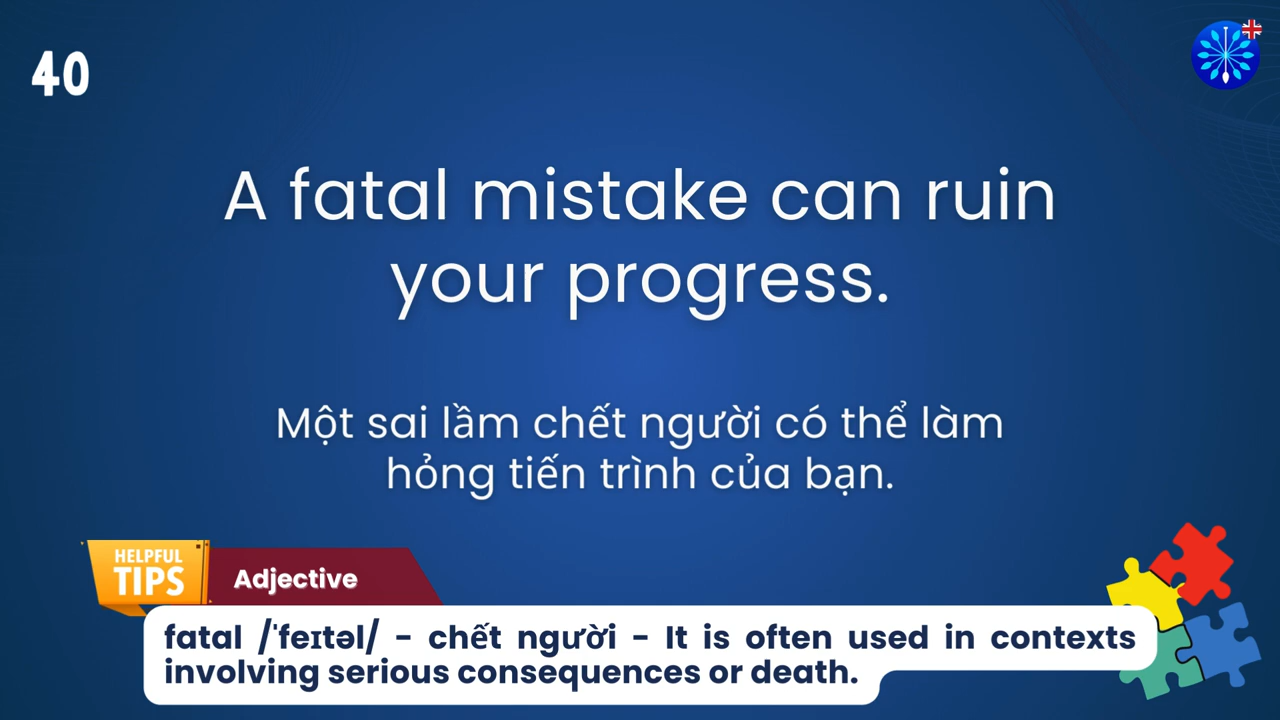 40
A fatal mistake can ruin
your progress.
Một sai lầm chết người có thể làm
hỏng tiến trình của bạn.
HELPFUL
TIPS
Adjective
fatal /ˈfeɪtəl/ - chết người - It is often used in contexts
involving serious consequences or death.